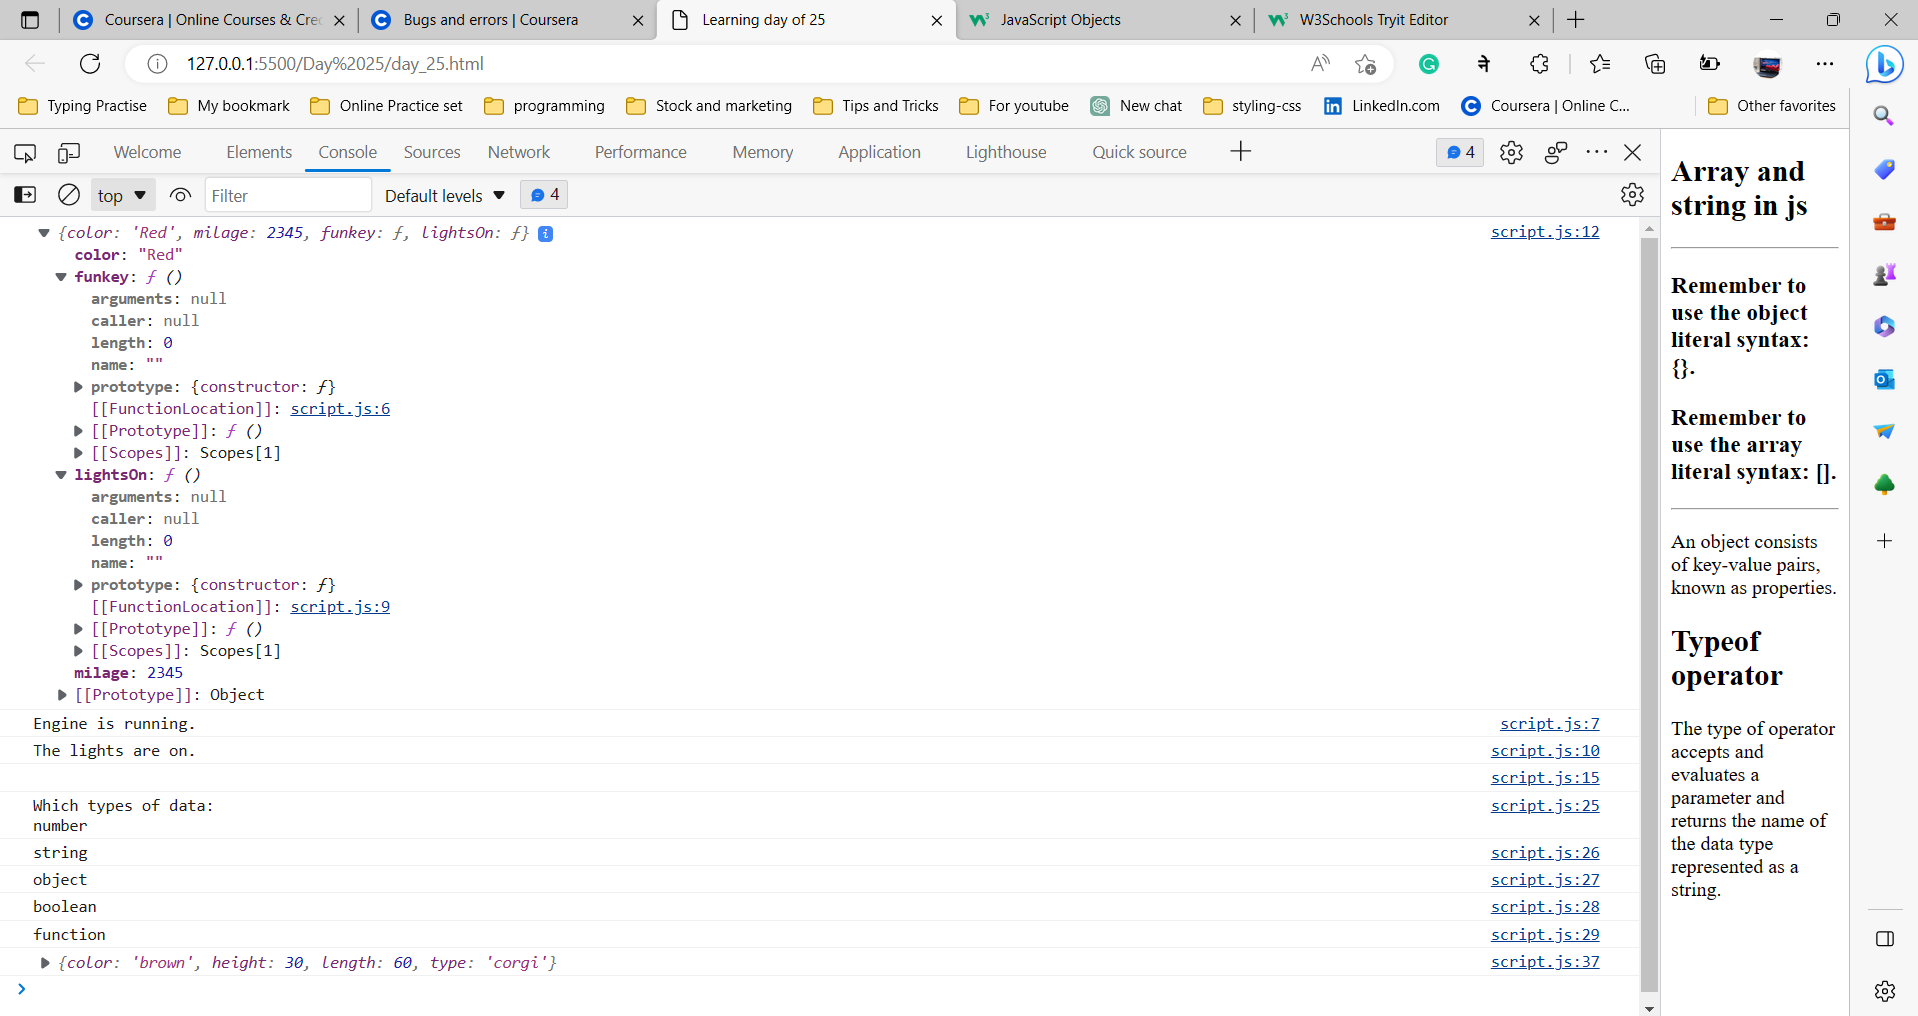 Coursera | Online Courses & Cre
Bugs and errors | Coursera
Learning day of 25
JavaScript Objects
W3Schools Tryit Editor
127.0.0.1:5500/Day%2025/day_25.html
Typing Practise
My bookmark
Online Practice set
programming
Stock and marketing
Tips and Tricks
For youtube
New chat
styling-css
LinkedIn.com
Coursera | Online C...
Other favorites
Welcome
Elements
Console
Sources
Network
Performance
Memory
Application
Lighthouse
Quick source
4
top
Filter
Default levels
4
{color: 'Red', milage: 2345, funkey: ƒ, lightsOn: ƒ} i
script.js:12
color: "Red"
funkey: ƒ ()
arguments: null
caller: null
length: 0
name: ""
prototype: {constructor: ƒ}
[[FunctionLocation]]: script.js:6
[[Prototype]]: ƒ ()
[[Scopes]]: Scopes[1]
lightsOn: ƒ ()
arguments: null
caller: null
length: 0
name: ""
prototype: {constructor: ƒ}
[[FunctionLocation]]: script.js:9
[[Prototype]]: ƒ ()
[[Scopes]]: Scopes[1]
milage: 2345
[[Prototype]]: Object
Engine is running.
script.js:7
The lights are on.
script.js:10
script.js:15
Which types of data:
script.js:25
number
string
script.js:26
object
script.js:27
boolean
script.js:28
function
script.js:29
{color: 'brown', height: 30, length: 60, type: 'corgi'}
script.js:37
Array and
string in js
Remember to
use the object
literal syntax:
{}.
Remember to
use the array
literal syntax: [].
An object consists
of key-value pairs,
known as properties.
Typeof
operator
The type of operator
accepts and
evaluates a
parameter and
returns the name of
the data type
represented as a
string.